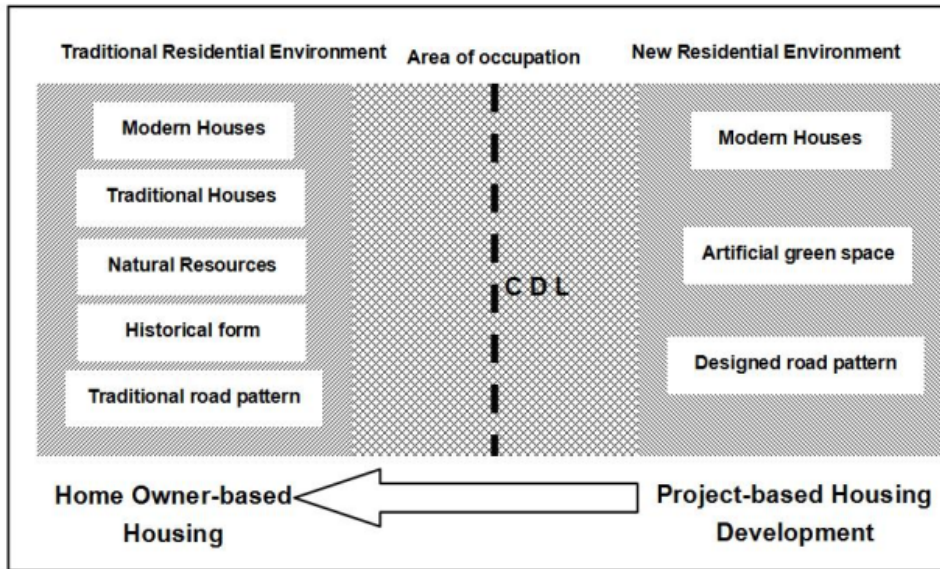 Traditional Residential Environment
Area of occupation
New Residential Environment
Modern Houses
Traditional Houses
Natural Resources
Historical form
Traditional road pattern
C D L
Modern Houses
Artificial green space
Designed road pattern
Home Owner-based
Housing
Project-based Housing
Development